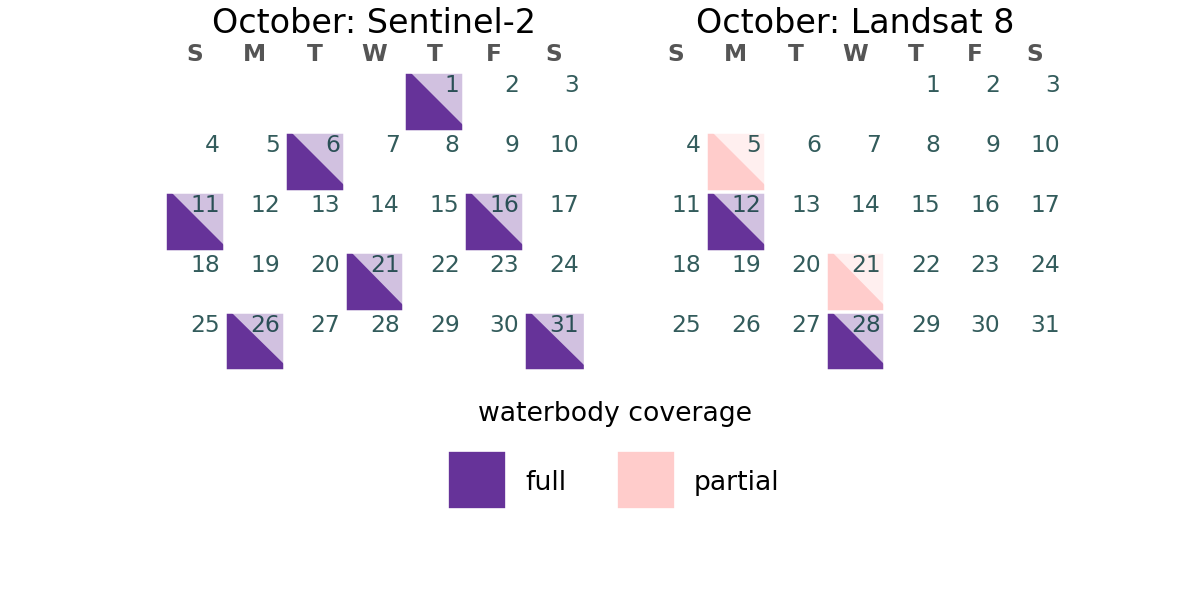 October: Sentinel-2
S M T W T F S
1 2 3
4 5 6 7 8 9 10
11 12 13 14 15 16 17
18 19 20 21 22 23 24
25 26 27 28 29 30 31
October: Landsat 8
S M T W T F S
1 2 3
4 5 6 7 8 9 10
11 12 13 14 15 16 17
18 19 20 21 22 23 24
25 26 27 28 29 30 31
waterbody coverage
full partial